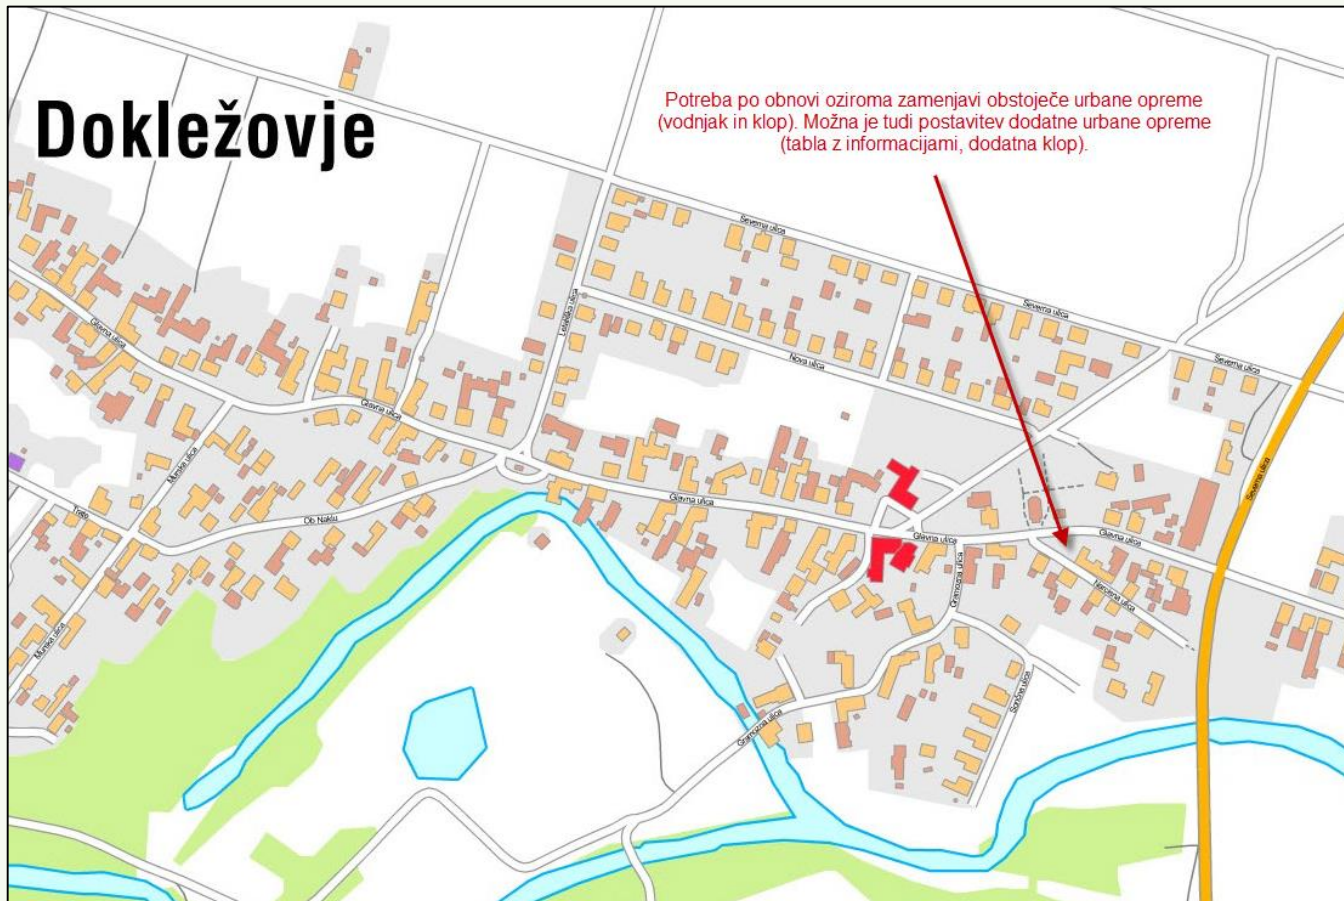 Dokležovje
Potreba po obnovi oziroma zamenjavi obstoječe urbane opreme
(vodnjak in klop). Možna je tudi postavitev dodatne urbane opreme
(tabla z informacijami, dodatna klop).
Severna ulica
Severna ulica
Severna ulica
Severna ulica
Nova ulica
Glavna ulica
Glavna ulica
Glavna ulica
Glavna ulica
Glavna ulica
Murska ulica
Murska ulica
Ob Naklu
Gramozna ulica
Gramozna ulica
Sončna ulica